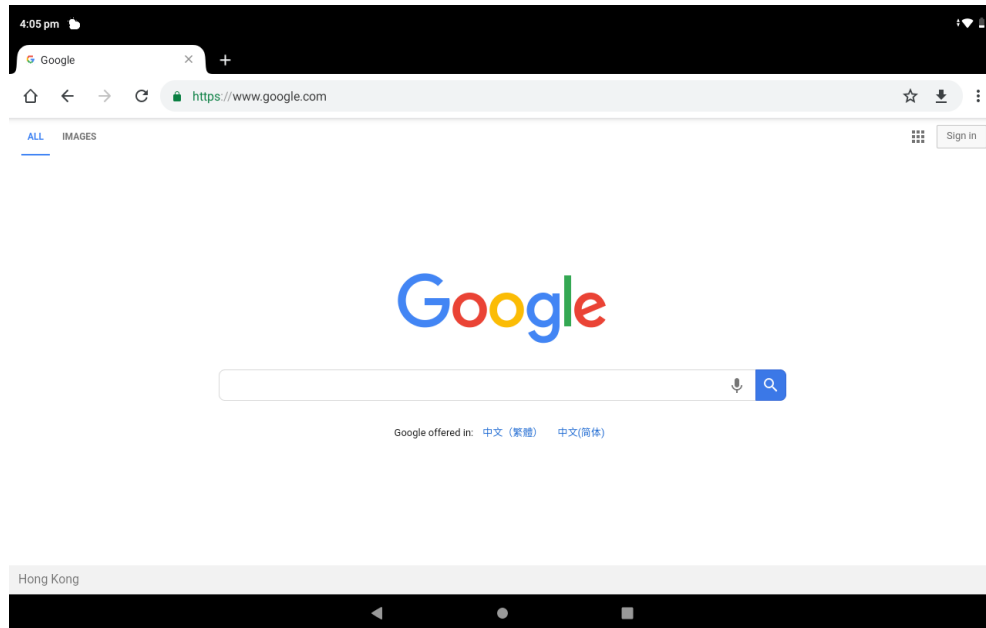 4:05 pm
Google
https://www.google.com
ALL IMAGES
Sign in
Google
Google offered in: 中文（繁體） 中文(简体)
Hong Kong